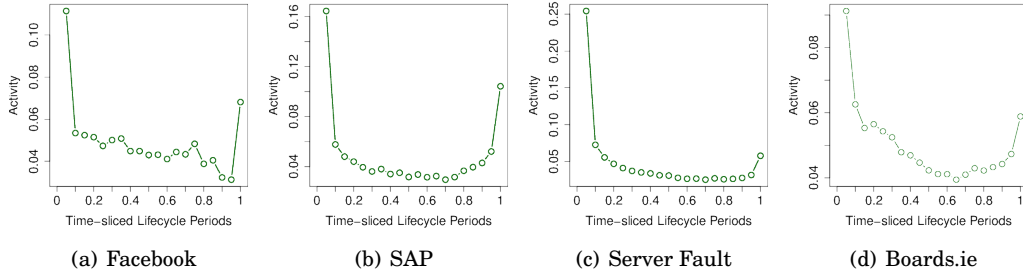 0.10
0.08
0.06
0.04
Activity
0 0.2 0.4 0.6 0.8 1
Time−sliced Lifecycle Periods
(a) Facebook
0.16
0.12
0.08
0.04
Activity
0 0.2 0.4 0.6 0.8 1
Time−sliced Lifecycle Periods
(b) SAP
0.25
0.20
0.15
0.10
0.05
Activity
0 0.2 0.4 0.6 0.8 1
Time−sliced Lifecycle Periods
(c) Server Fault
0.08
0.06
0.04
Activity
0 0.2 0.4 0.6 0.8 1
Time−sliced Lifecycle Periods
(d) Boards.ie